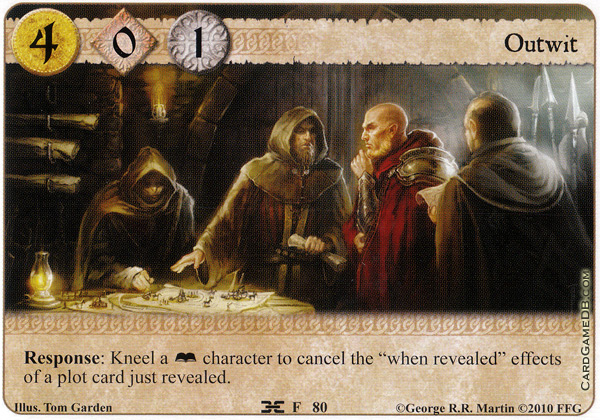 4 0 1 Outwit
Response: Kneel a character to cancel the “when revealed” effects
of a plot card just revealed.
Illus. Tom Garden F 80 ©George R.R. Martin ©2010 FFG
CARDGAMEDB.COM